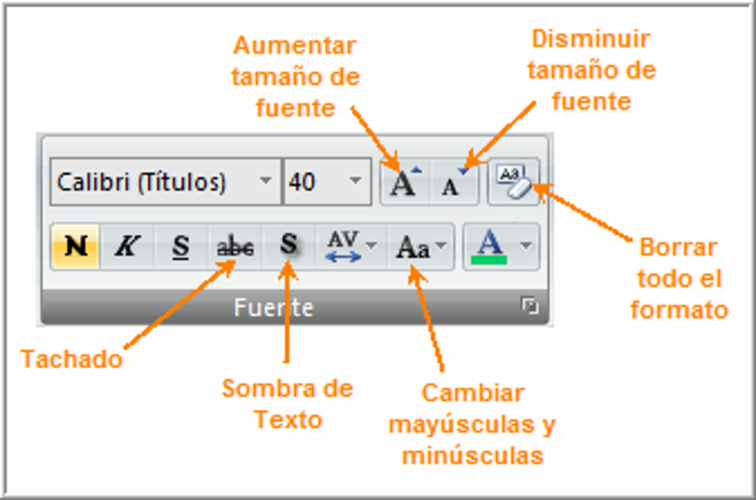 Aumentar
tamaño de
fuente
Disminuir
tamaño de
fuente
Calibri (Títulos) 40 A A Aa
N K S abc S AV Aa A
Fuente
Borrar
todo el
formato
Tachado
Sombra de
Texto
Cambiar
mayúsculas y
minúsculas